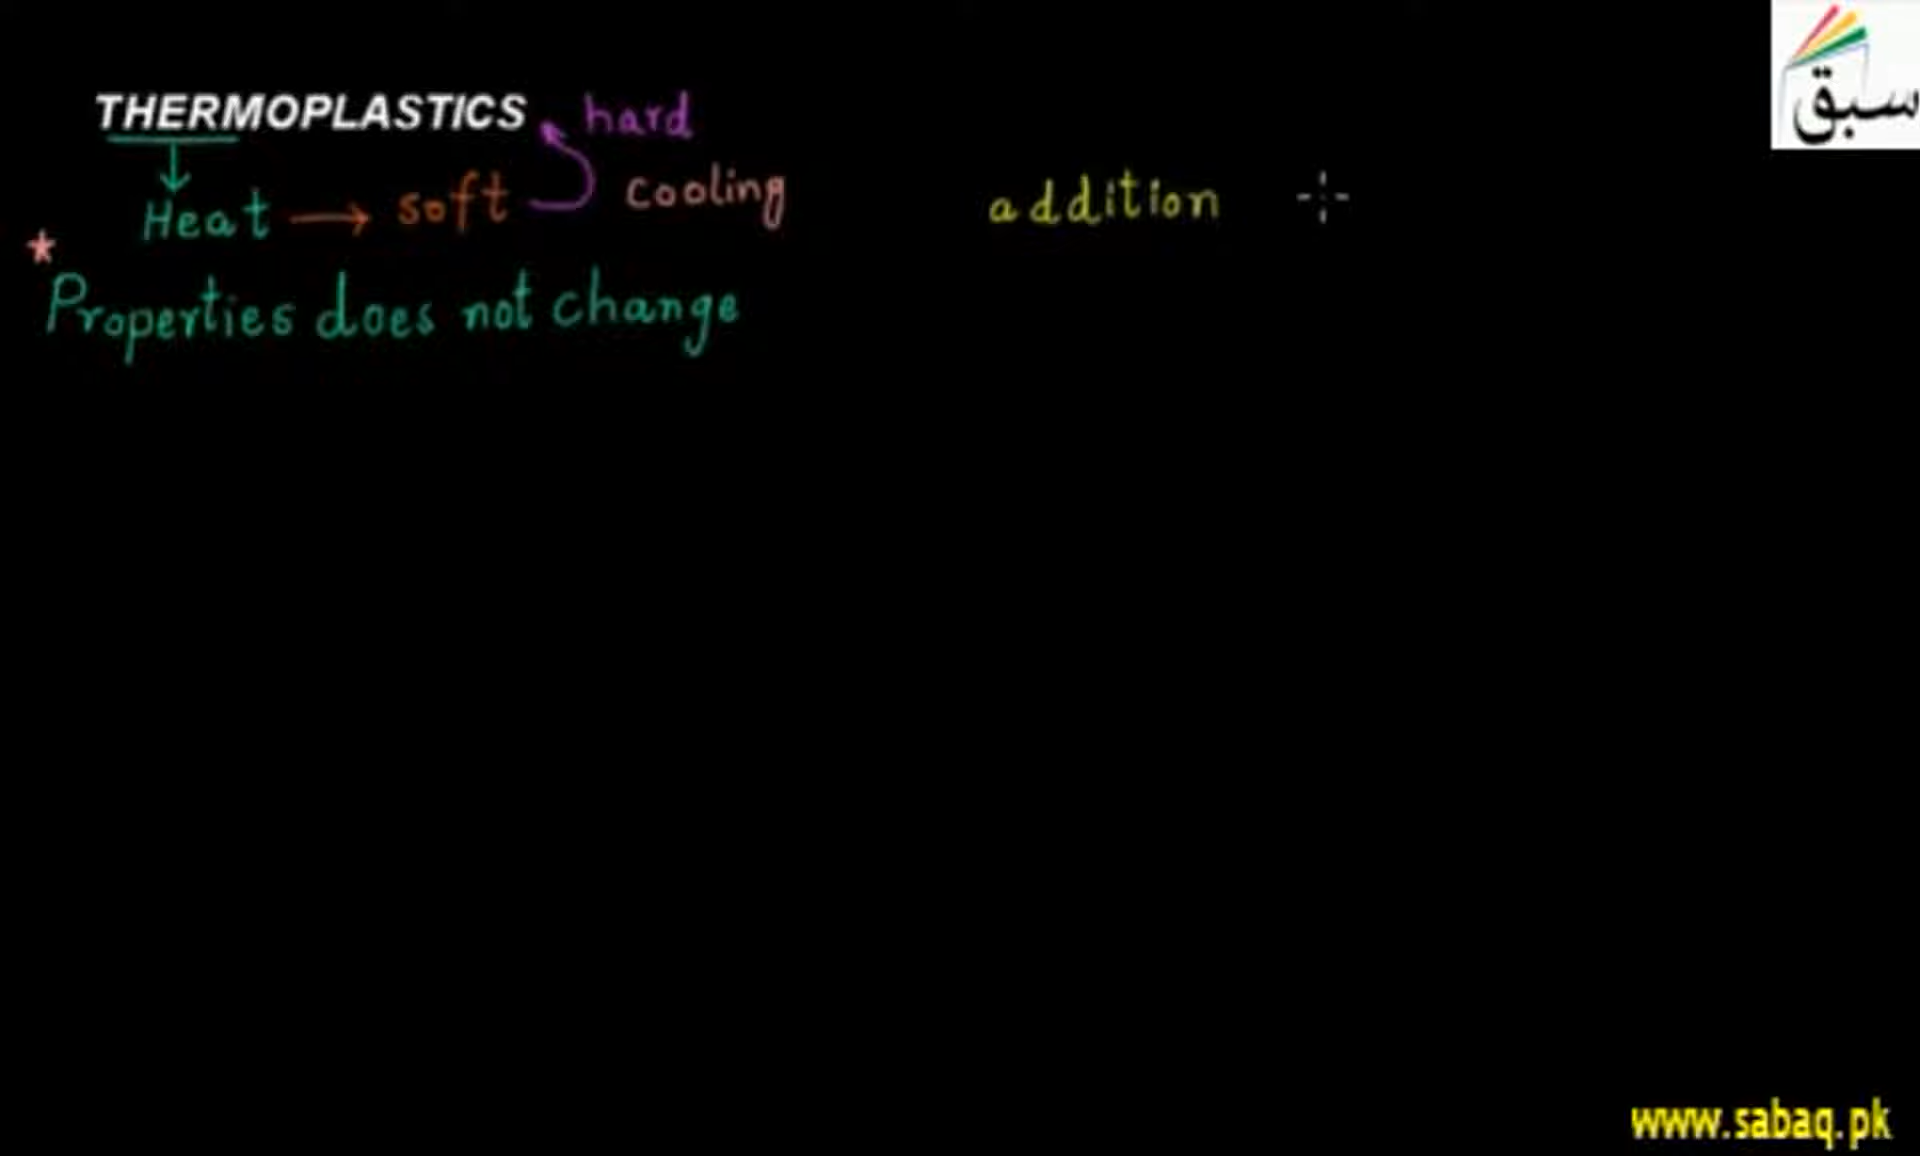 THERMOPLASTICS hard
Heat → soft cooling
addition
* Properties does not change
سبق
www.sabaq.pk